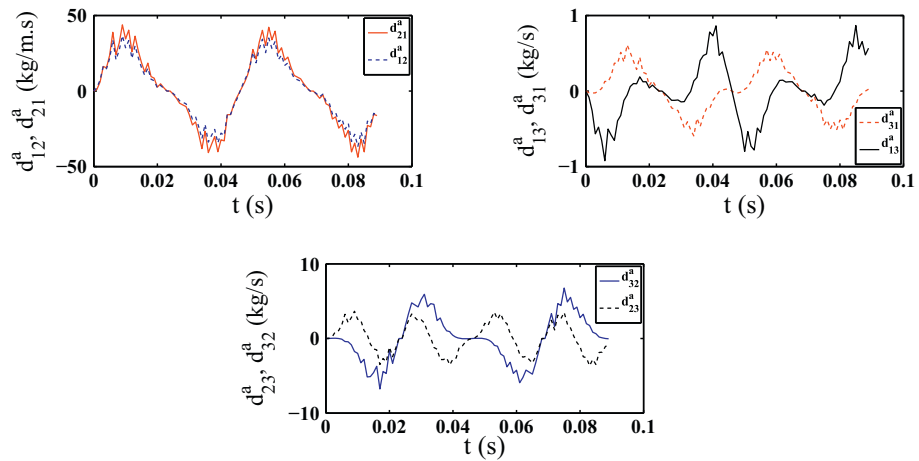 d^a_12, d^a_21 (kg/m.s)
50
0
−50
d^a_21
d^a_12
0 0.02 0.04 0.06 0.08 0.1
t (s)
d^a_13, d^a_31 (kg/s)
1
0
−1
d^a_31
d^a_13
0 0.02 0.04 0.06 0.08 0.1
t (s)
d^a_23, d^a_32 (kg/s)
10
0
−10
d^a_32
d^a_23
0 0.02 0.04 0.06 0.08 0.1
t (s)